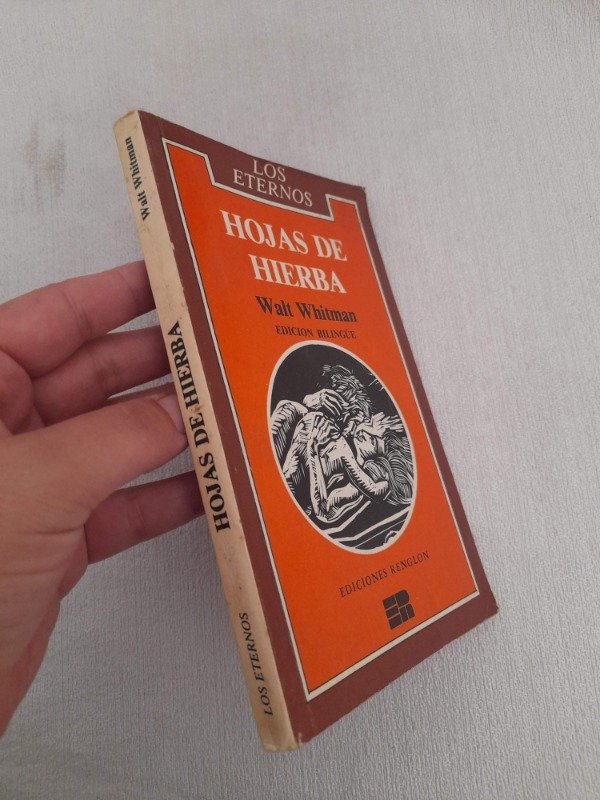 LOS
ETERNOS
HOJAS DE
HIERBA
Walt Whitman
EDICION BILINGÜE
EDICIONES RENGLON
Walt Whitman
HOJAS DE HIERBA
LOS ETERNOS